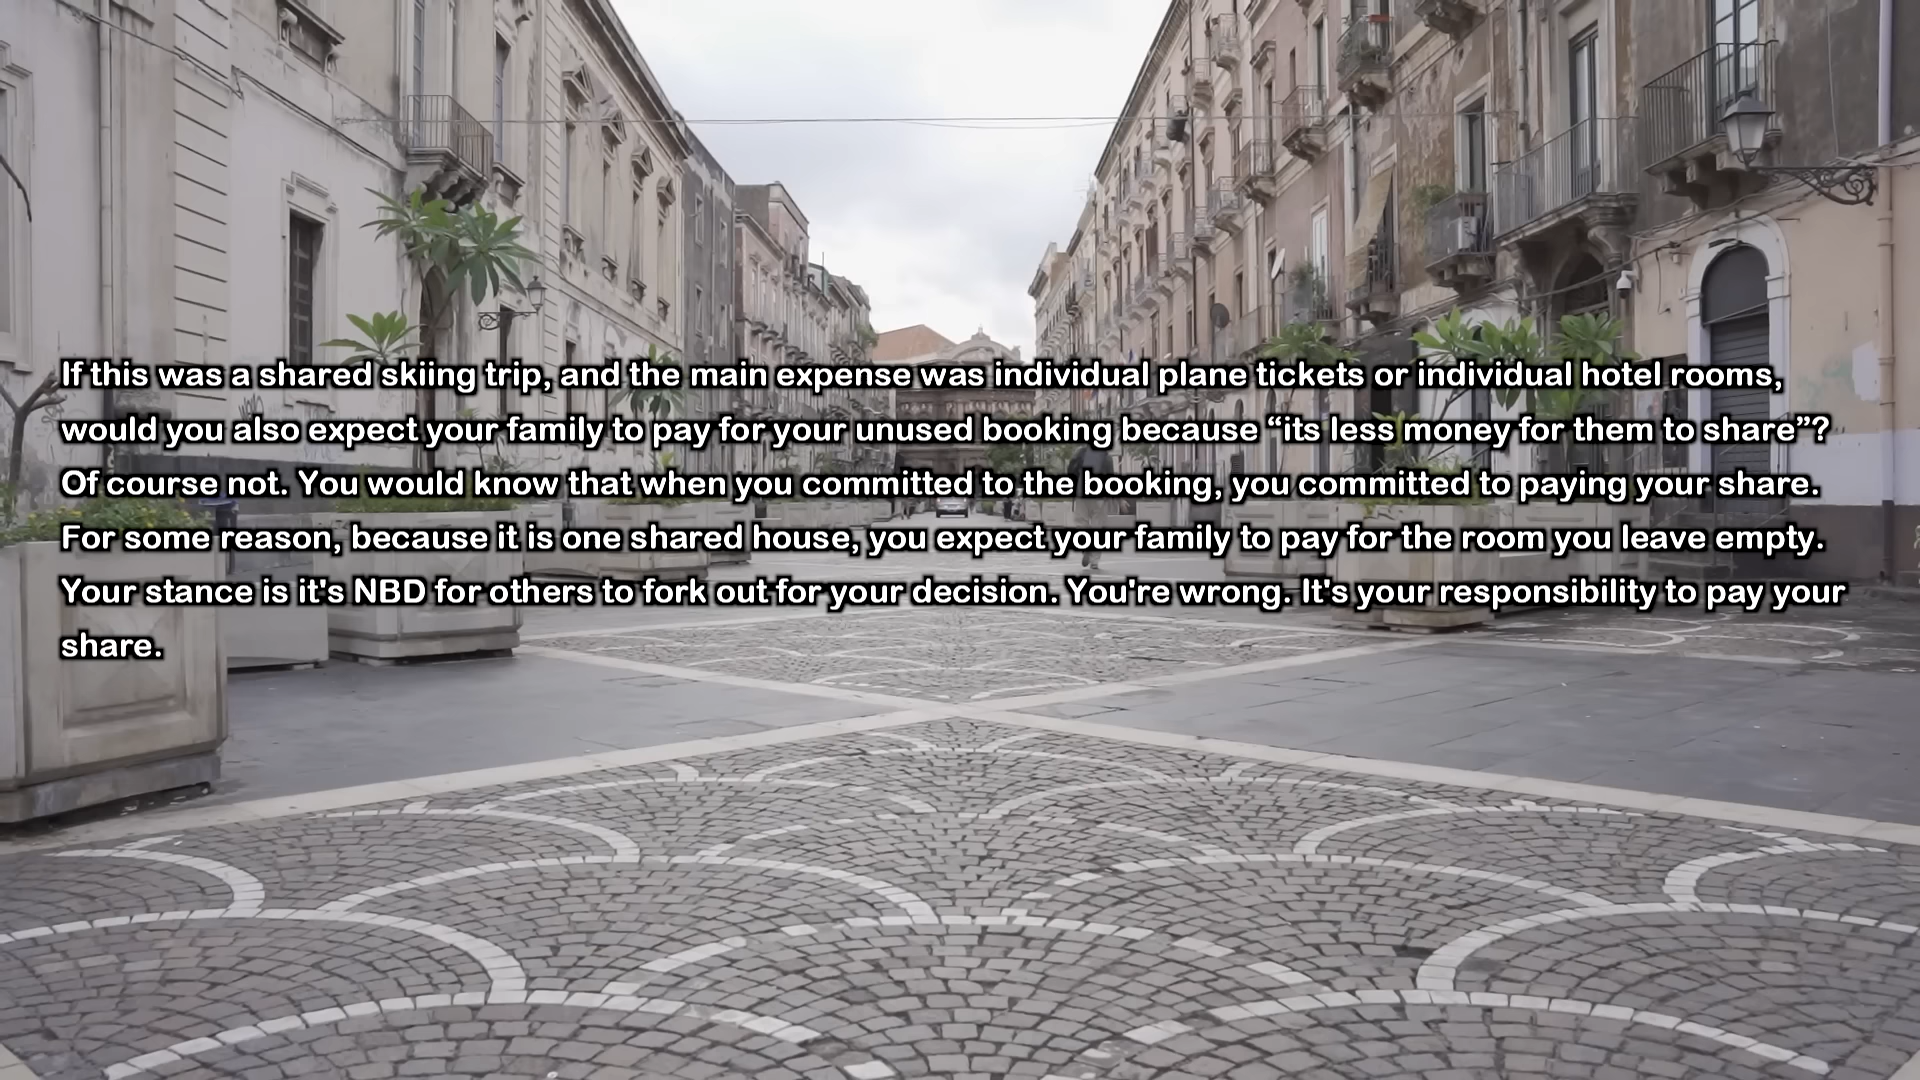 If this was a shared skiing trip, and the main expense was individual plane tickets or individual hotel rooms,
would you also expect your family to pay for your unused booking because “its less money for them to share”?
Of course not. You would know that when you committed to the booking, you committed to paying your share.
For some reason, because it is one shared house, you expect your family to pay for the room you leave empty.
Your stance is it's NBD for others to fork out for your decision. You're wrong. It's your responsibility to pay your
share.